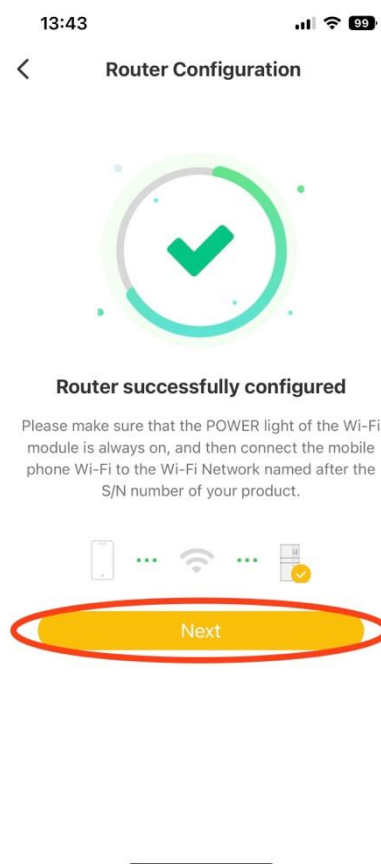 13:43
99
Router Configuration
Router successfully configured
Please make sure that the POWER light of the Wi-Fi
module is always on, and then connect the mobile
phone Wi-Fi to the Wi-Fi Network named after the
S/N number of your product.
Next